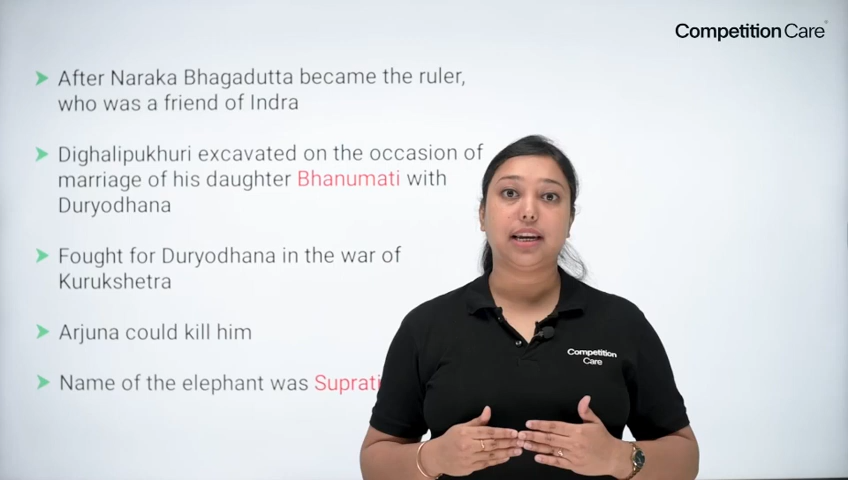 Competition Care
After Naraka Bhagadutta became the ruler,
who was a friend of Indra
Dighalipukhuri excavated on the occasion of
marriage of his daughter Bhanumati with
Duryodhana
Fought for Duryodhana in the war of
Kurukshetra
Arjuna could kill him
Name of the elephant was
Competition
Care